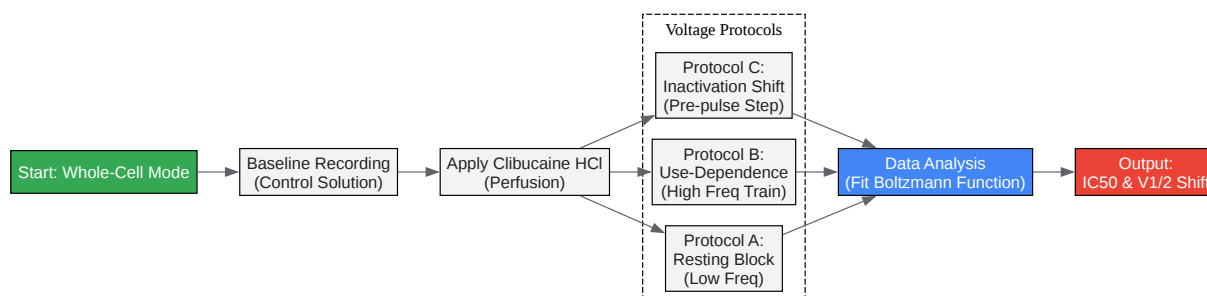 Start: Whole-Cell Mode
Baseline Recording
(Control Solution)
Apply Clibucaine HCl
(Perfusion)
Voltage Protocols
Protocol C:
Inactivation Shift
(Pre-pulse Step)
Protocol B:
Use-Dependence
(High Freq Train)
Protocol A:
Resting Block
(Low Freq)
Data Analysis
(Fit Boltzmann Function)
Output:
IC50 & V1/2 Shift